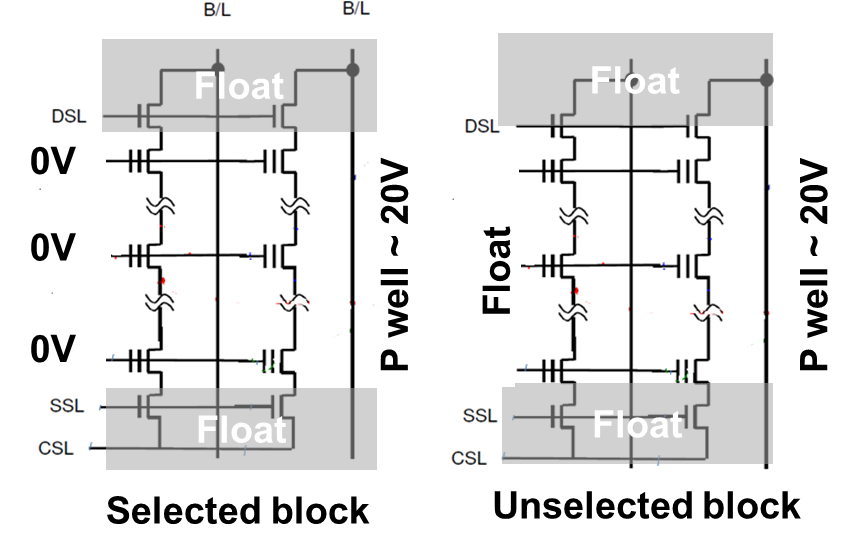 B/L B/L
Float
DSL
0V
0V
0V
P well ~ 20V
SSL
Float
CSL
Selected block
Float
DSL
Float
P well ~ 20V
SSL
Float
CSL
Unselected block